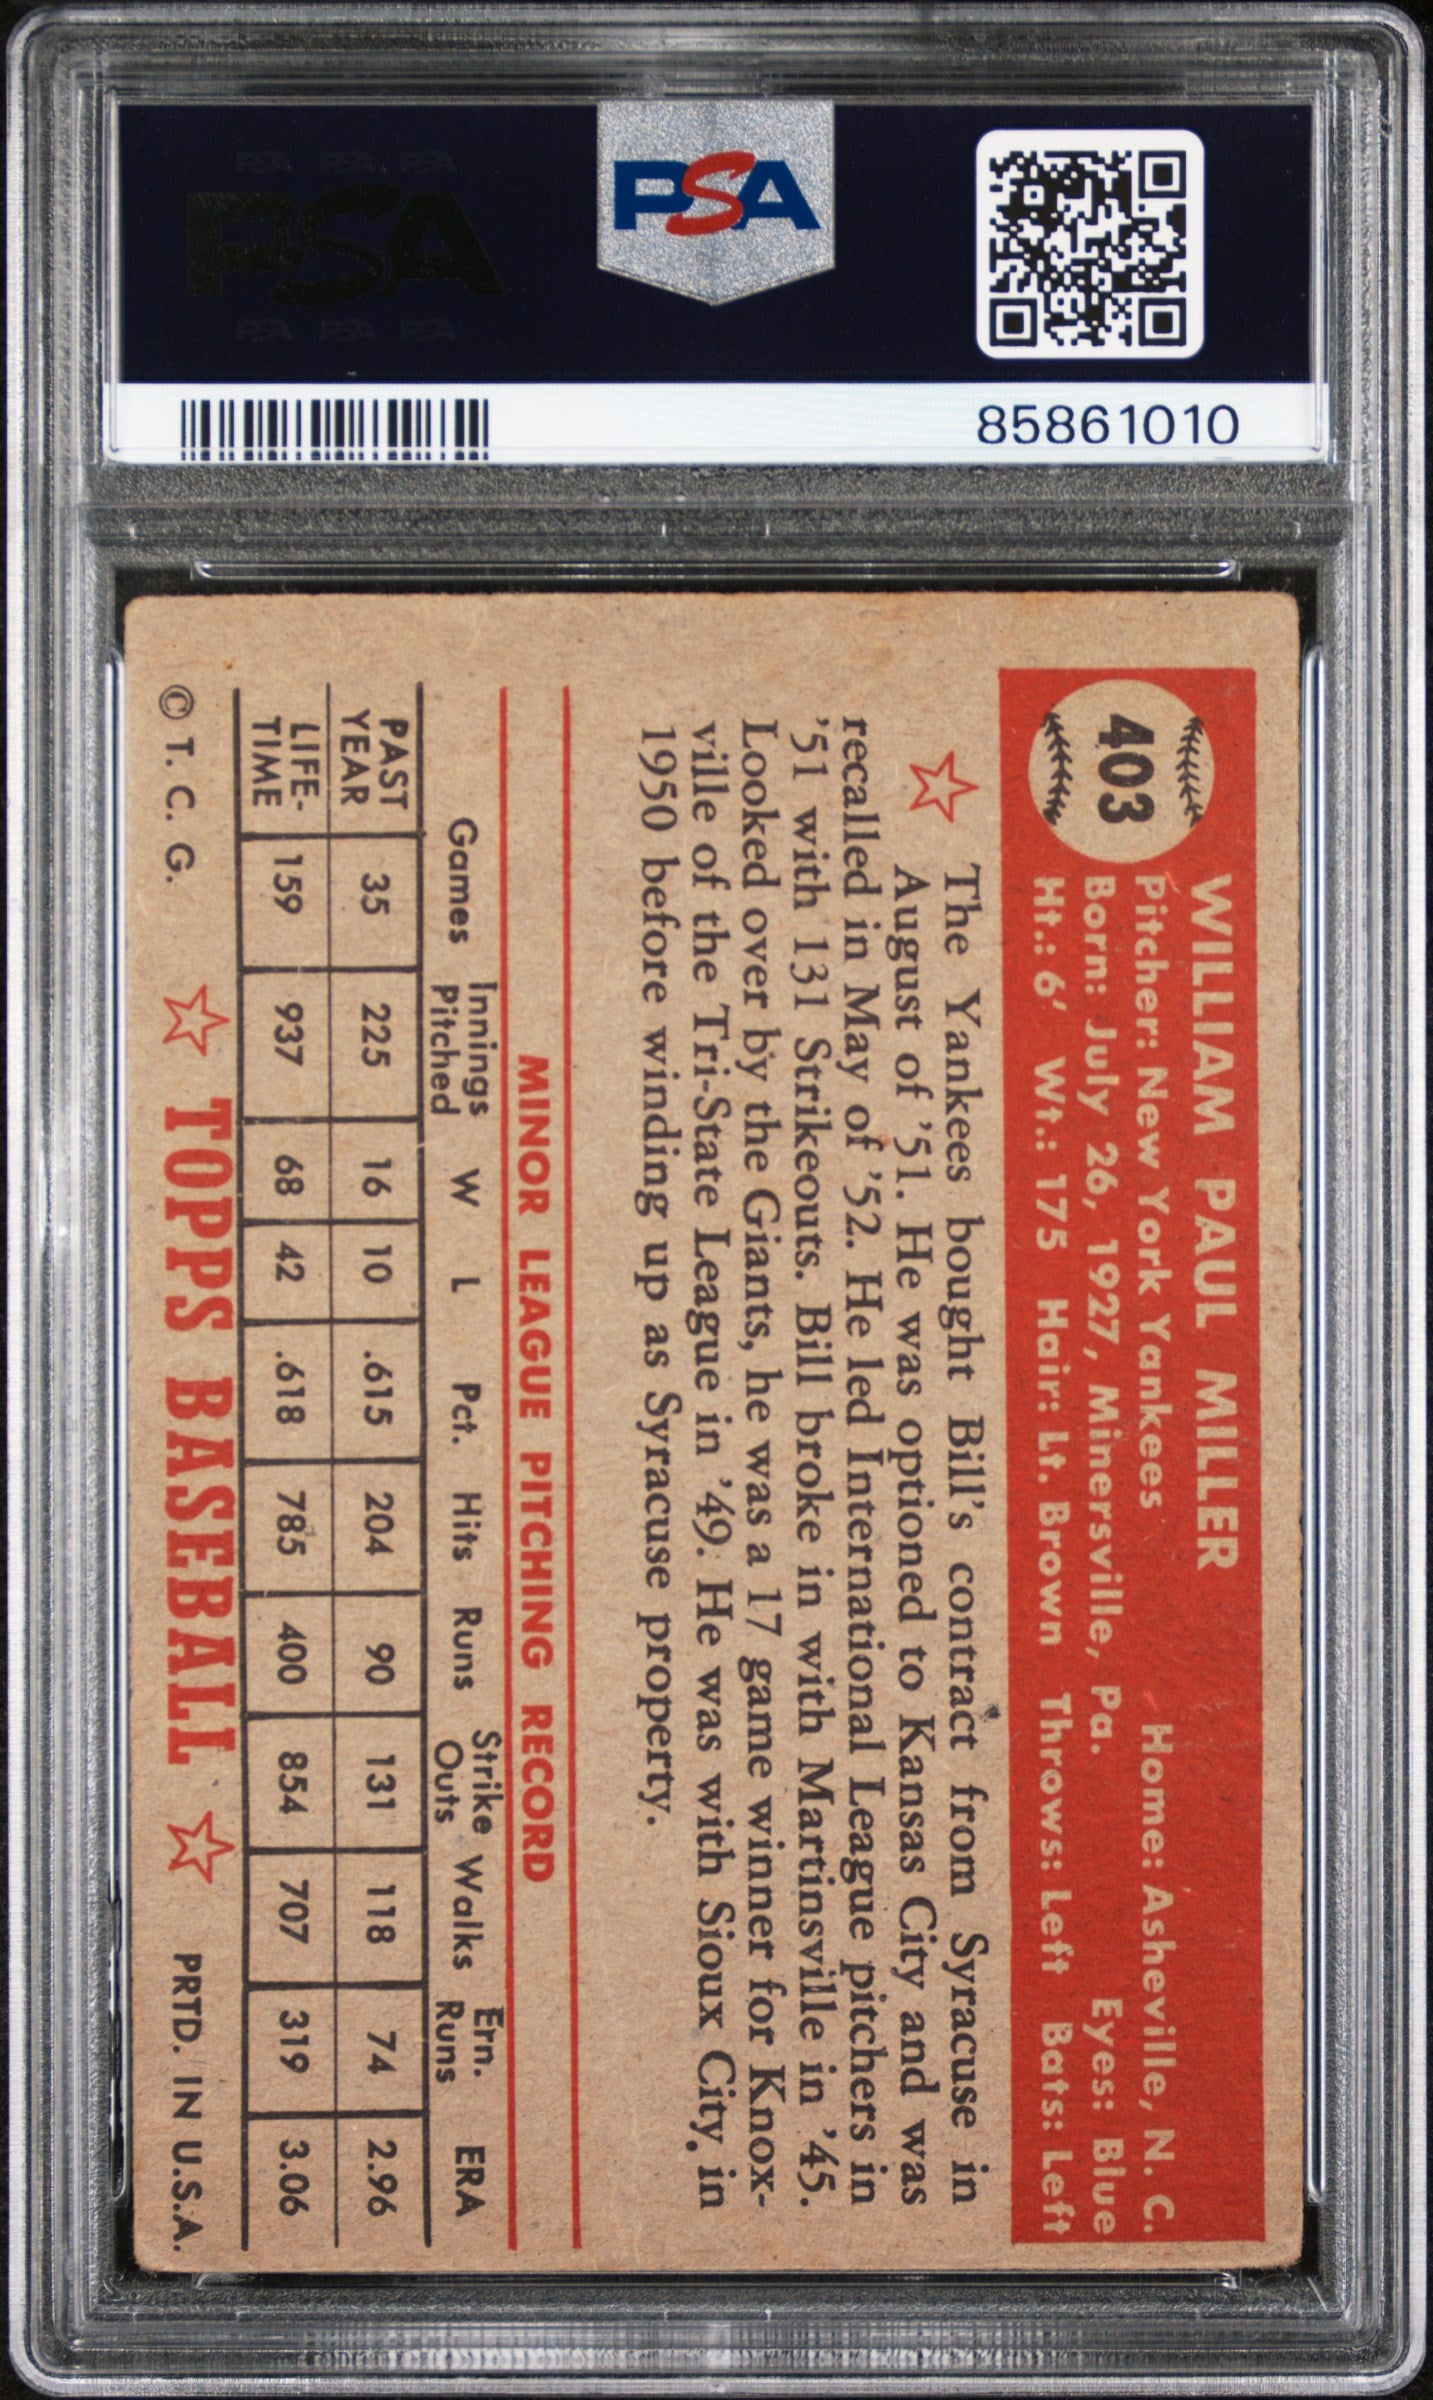 PSA PSA PSA
PSA
PSA PSA PSA
PSA
85861010
403
WILLIAM PAUL MILLER
Pitcher: New York Yankees Home: Asheville, N. C.
Born: July 26, 1927, Minersville, Pa. Eyes: Blue
Ht.: 6' Wt.: 175 Hair: Lt. Brown Throws: Left Bats: Left
The Yankees bought Bill's contract from Syracuse in
August of '51. He was optioned to Kansas City and was
recalled in May of '52. He led International League pitchers in
'51 with 131 Strikeouts. Bill broke in with Martinsville in '45.
Looked over by the Giants, he was a 17 game winner for Knox-
ville of the Tri-State League in '49. He was with Sioux City in
1950 before winding up as Syracuse property.
MINOR LEAGUE PITCHING RECORD
Games Innings Pitched W L Pct. Hits Runs Strike Outs Walks Ern. Runs ERA
PAST YEAR 35 225 16 10 .615 204 90 131 118 74 2.96
LIFE-TIME 159 937 68 42 .618 785 400 854 707 319 3.06
© T. C. G. TOPPS BASEBALL PRTD. IN U.S.A.